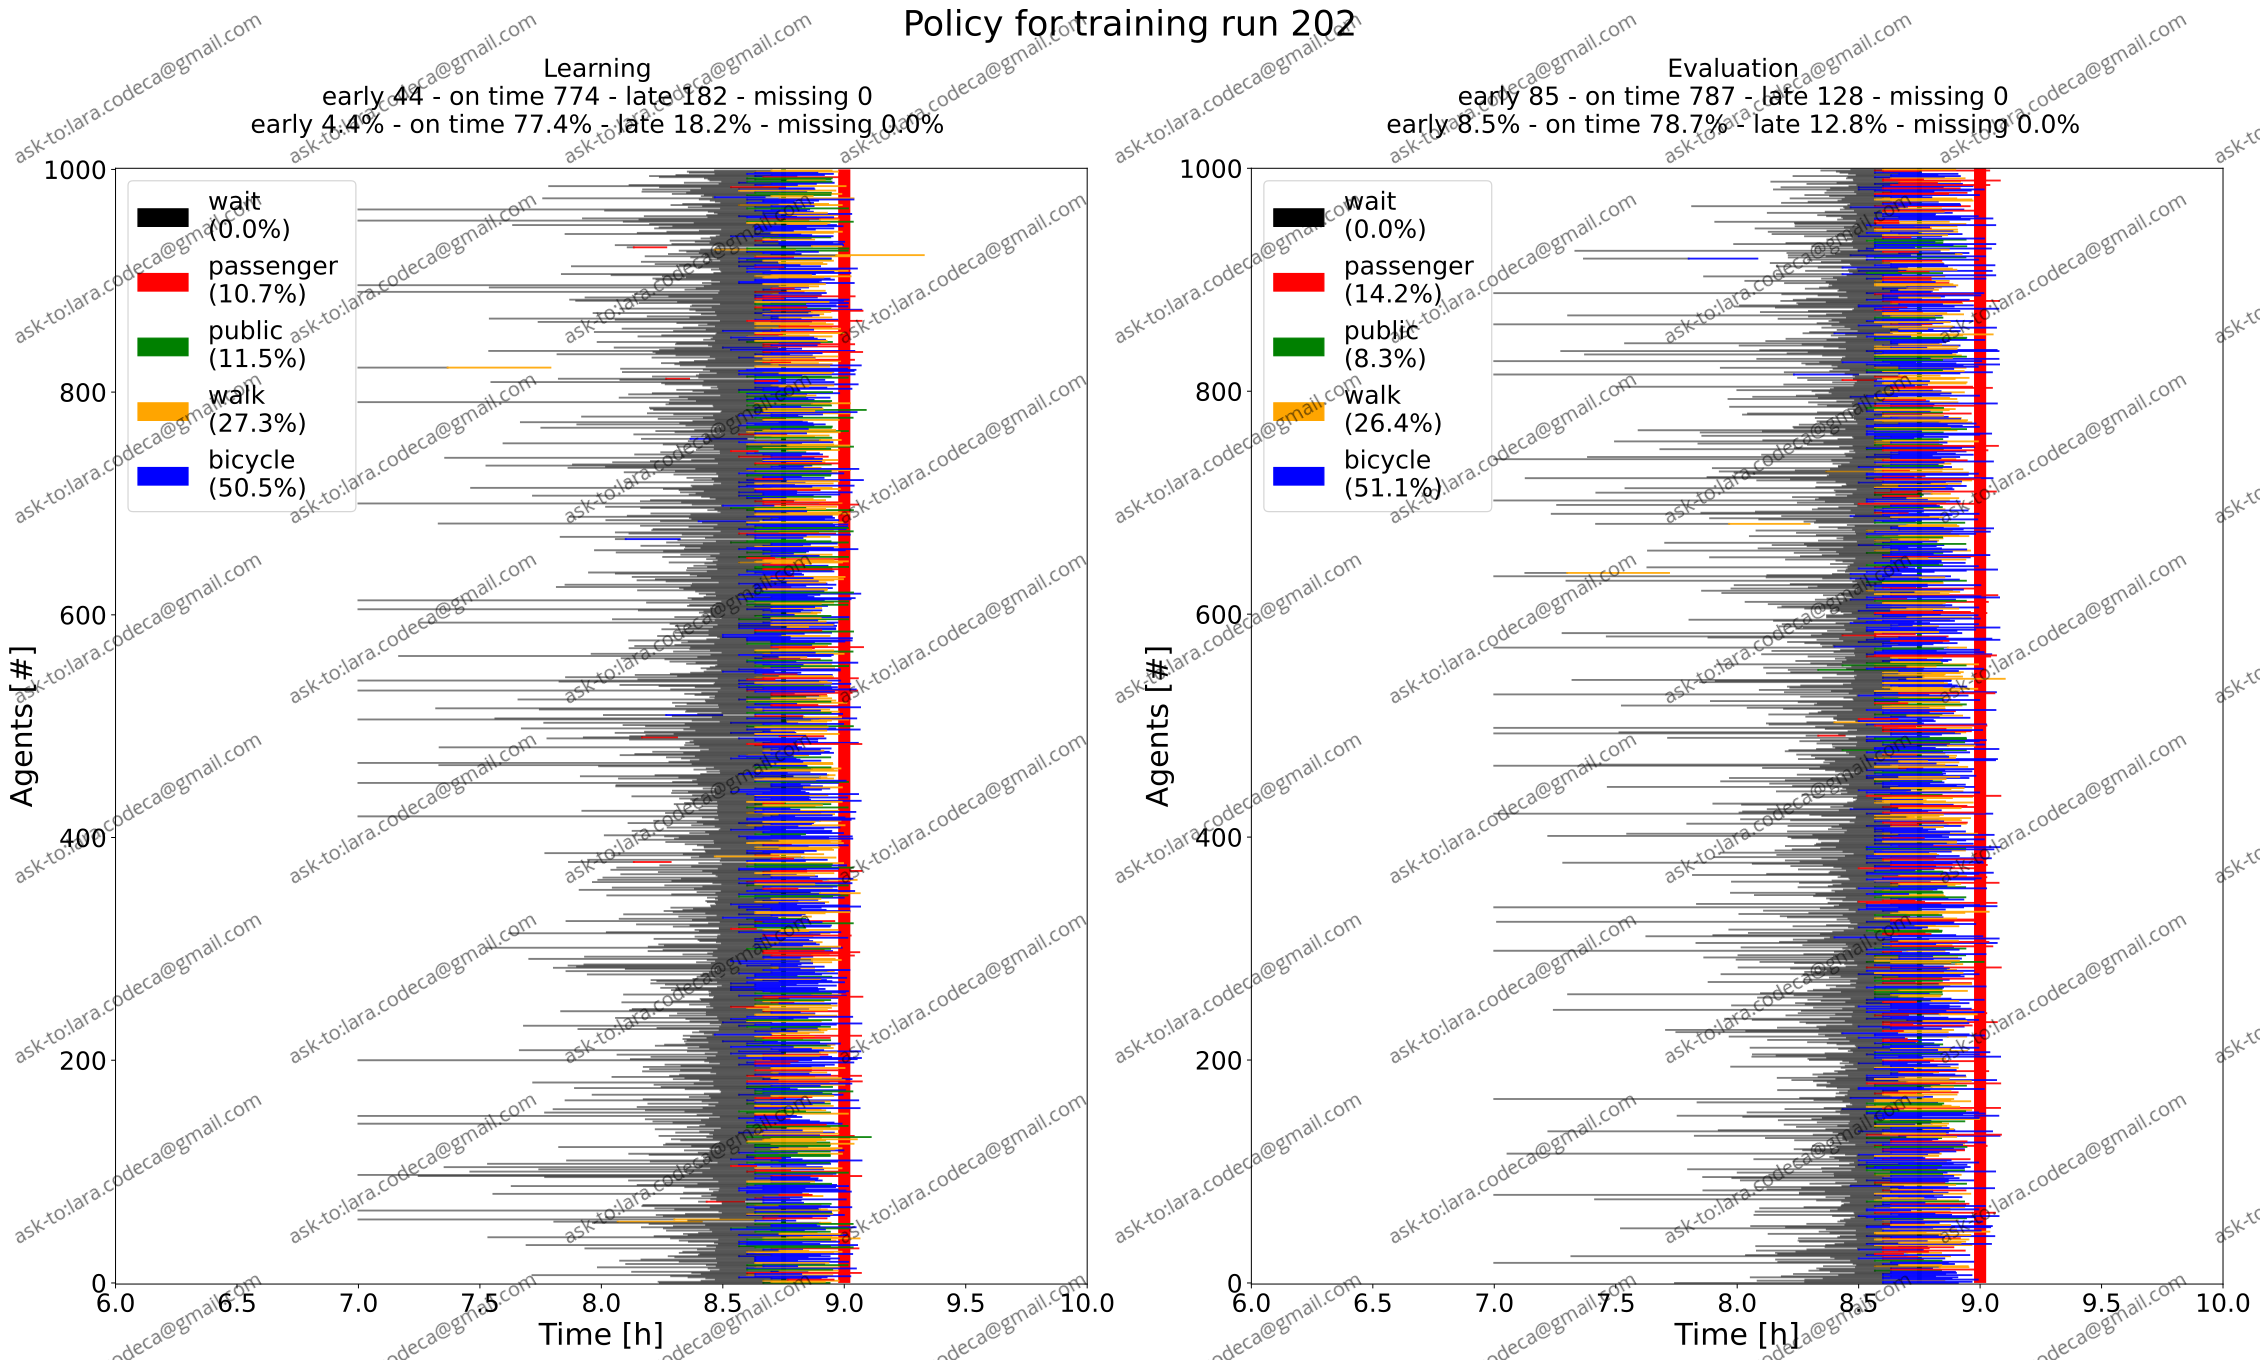 Policy for training run 202
Learning
early 44 - on time 774 - late 182 - missing 0
early 4.4% - on time 77.4% - late 18.2% - missing 0.0%
1000
800
600
400
200
0
Agents [#]
wait
(0.0%)
passenger
(10.7%)
public
(11.5%)
walk
(27.3%)
bicycle
(50.5%)
6.0 6.5 7.0 7.5 8.0 8.5 9.0 9.5 10.0
Time [h]
Evaluation
early 85 - on time 787 - late 128 - missing 0
early 8.5% - on time 78.7% - late 12.8% - missing 0.0%
1000
800
600
400
200
0
Agents [#]
wait
(0.0%)
passenger
(14.2%)
public
(8.3%)
walk
(26.4%)
bicycle
(51.1%)
6.0 6.5 7.0 7.5 8.0 8.5 9.0 9.5 10.0
Time [h]
ask-to:lara.codeca@gmail.com